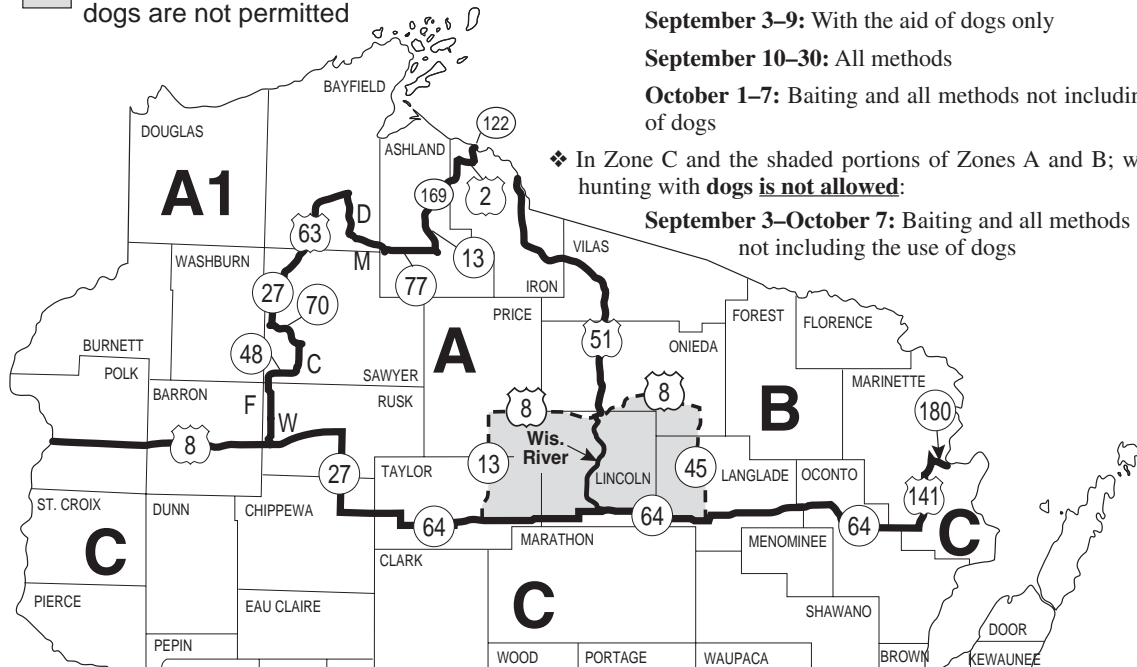 dogs are not permitted
September 3–9: With the aid of dogs only
September 10–30: All methods
October 1–7: Baiting and all methods not includin
of dogs
❖ In Zone C and the shaded portions of Zones A and B; w
hunting with dogs is not allowed:
September 3–October 7: Baiting and all methods
not including the use of dogs
BAYFIELD
DOUGLAS
122
ASHLAND
A1
169
2
D
63
VILAS
WASHBURN
M
13
27
77
IRON
70
PRICE
FOREST
FLORENCE
51
BURNETT
48
C
A
ONIEDA
POLK
SAWYER
MARINETTE
BARRON
RUSK
8
8
B
F
180
W
Wis.
River
8
13
45
27
TAYLOR
LINCOLN
LANGLADE
OCONTO
ST. CROIX
DUNN
CHIPPEWA
141
64
64
64
C
MARATHON
MENOMINEE
C
CLARK
PIERCE
EAU CLAIRE
C
SHAWANO
DOOR
PEPIN
WOOD
PORTAGE
WAUPACA
BROWN
KEWAUNEE